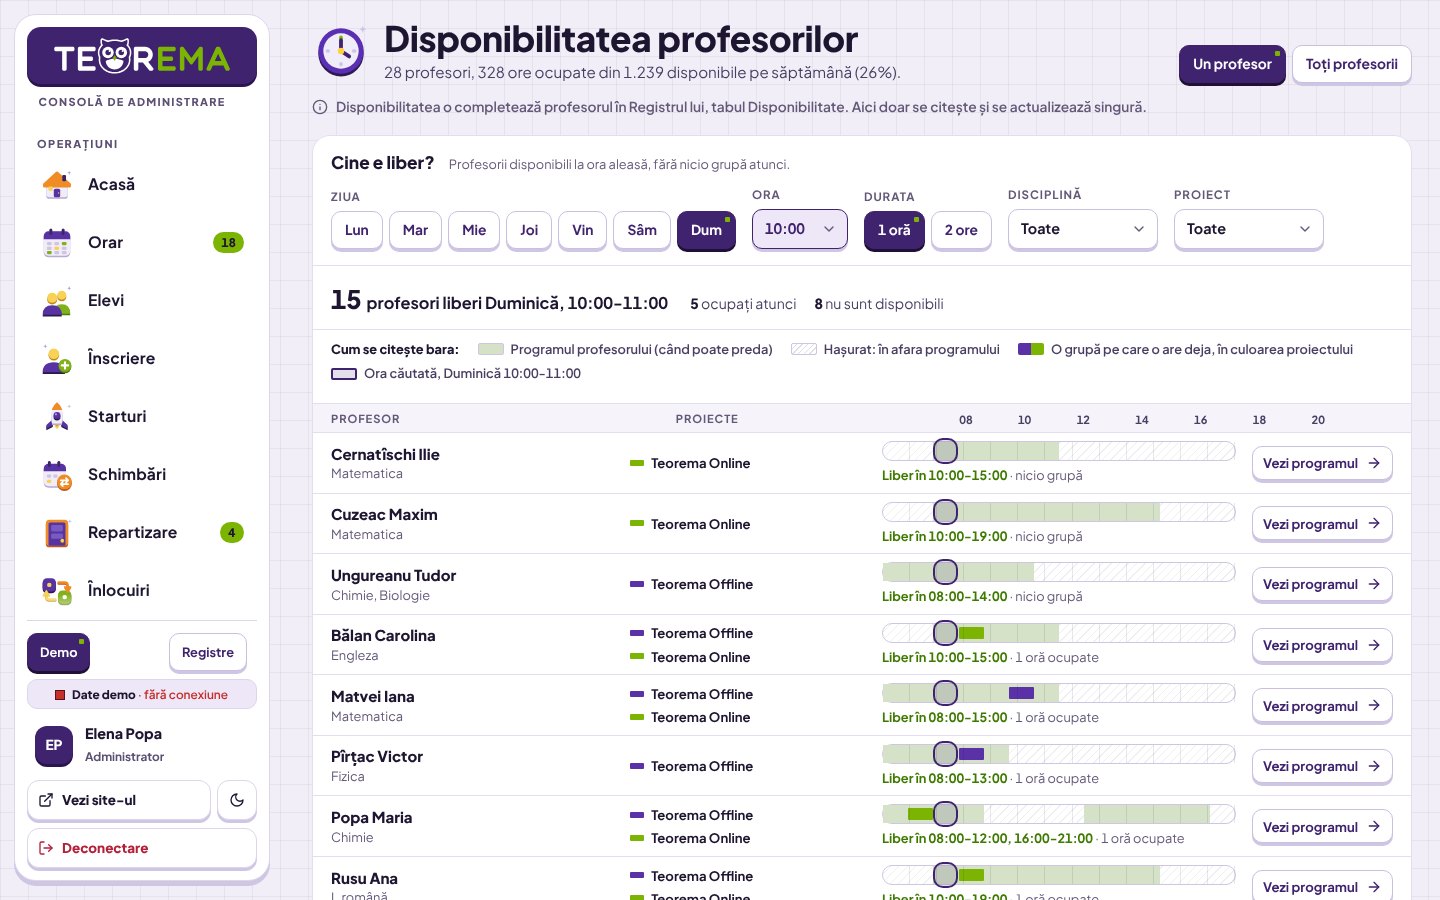 TEOREMA
CONSOLĂ DE ADMINISTRARE
OPERAȚIUNI
Acasă
Orar 18
Elevi
Înscriere
Starturi
Schimbări
Repartizare 4
Înlocuiri
Demo Registre
Date demo · fără conexiune
EP Elena Popa
Administrator
Vezi site-ul
Deconectare
Disponibilitatea profesorilor
28 profesori, 328 ore ocupate din 1.239 disponibile pe săptămână (26%).
Un profesor Toți profesorii
Disponibilitatea o completează profesorul în Registrul lui, tabul Disponibilitate. Aici doar se citește și se actualizează singură.
Cine e liber? Profesorii disponibili la ora aleasă, fără nicio grupă atunci.
ZIUA ORA DURATA DISCIPLINĂ PROIECT
Lun Mar Mie Joi Vin Sâm Dum 10:00 1 oră 2 ore Toate Toate
15 profesori liberi Duminică, 10:00-11:00 5 ocupați atunci 8 nu sunt disponibili
Cum se citește bara: Programul profesorului (când poate preda) Hașurat: în afara programului O grupă pe care o are deja, în culoarea proiectului
Ora căutată, Duminică 10:00-11:00
PROFESOR PROIECTE 08 10 12 14 16 18 20
Cernatîschi Ilie
Matematica
Teorema Online
Liber în 10:00-15:00 · nicio grupă
Vezi programul
Cuzeac Maxim
Matematica
Teorema Online
Liber în 10:00-19:00 · nicio grupă
Vezi programul
Ungureanu Tudor
Chimie, Biologie
Teorema Offline
Liber în 08:00-14:00 · nicio grupă
Vezi programul
Bălan Carolina
Engleza
Teorema Offline
Teorema Online
Liber în 10:00-15:00 · 1 oră ocupate
Vezi programul
Matvei Iana
Matematica
Teorema Offline
Teorema Online
Liber în 08:00-15:00 · 1 oră ocupate
Vezi programul
Pîrțac Victor
Fizica
Teorema Offline
Liber în 08:00-13:00 · 1 oră ocupate
Vezi programul
Popa Maria
Chimie
Teorema Offline
Teorema Online
Liber în 08:00-12:00, 16:00-21:00 · 1 oră ocupate
Vezi programul
Rusu Ana
L.română
Teorema Offline
Teorema Online
Liber în 10:00-19:00 · 1 oră ocupate
Vezi programul